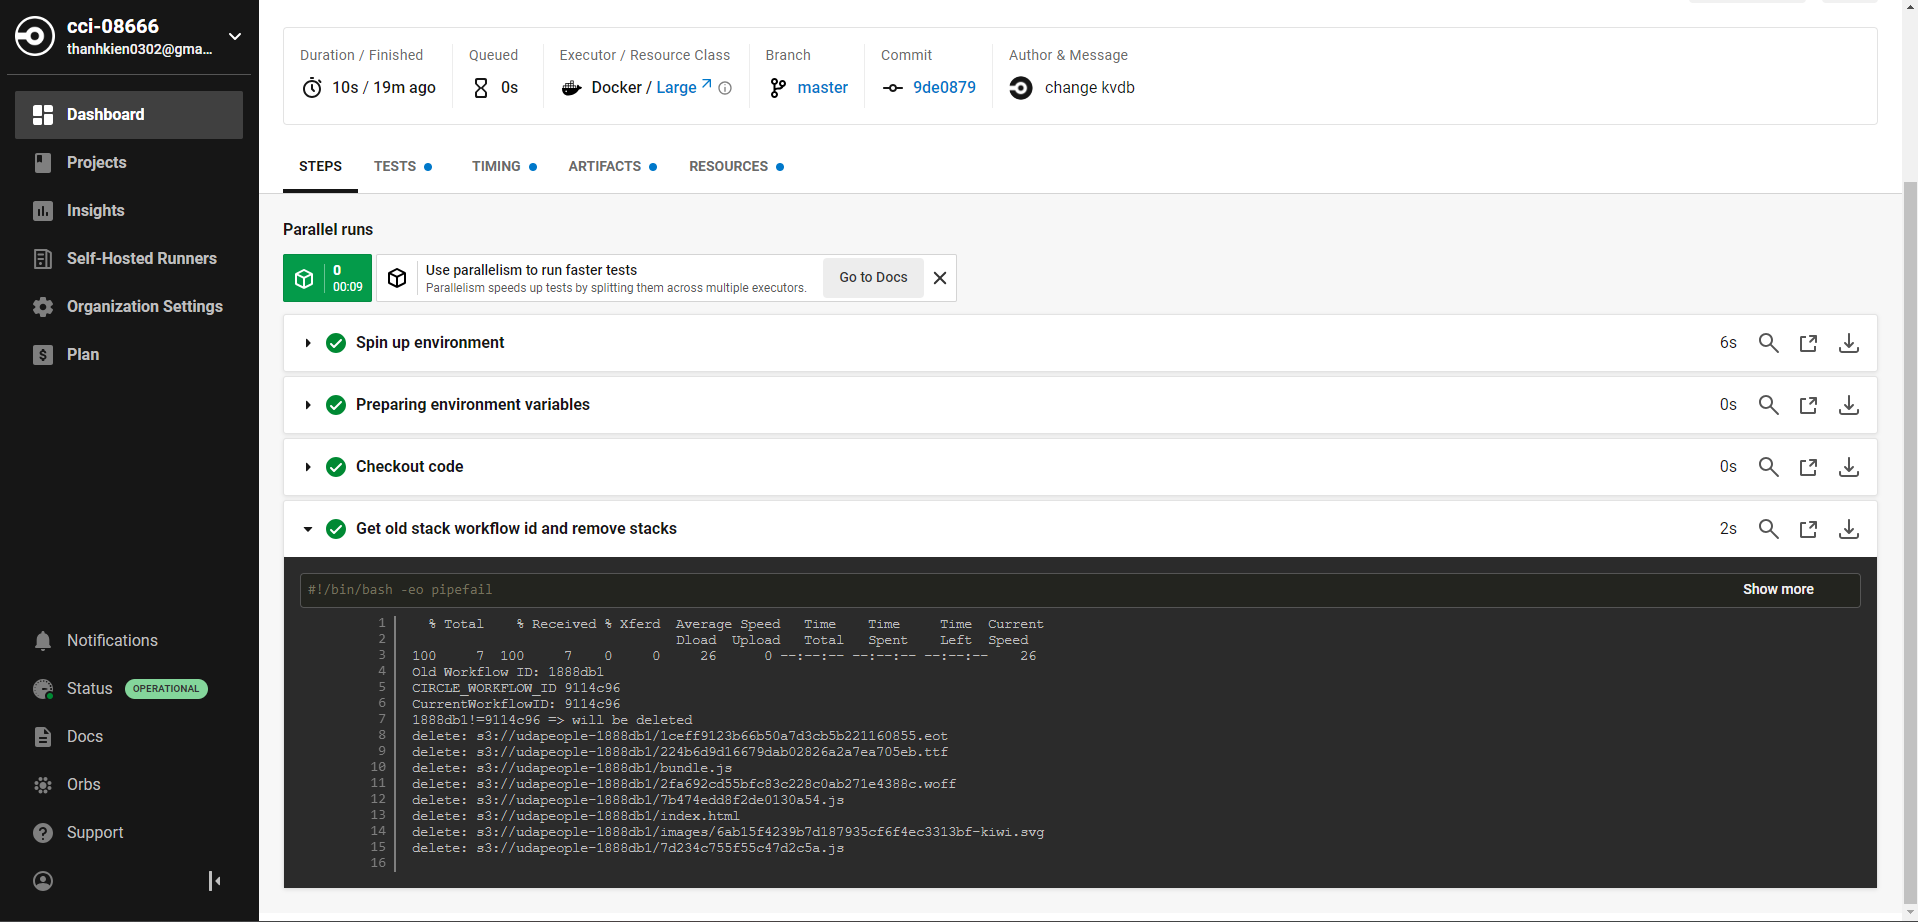 cci-08666
thanhkien0302@gma...
Dashboard
Projects
Insights
Self-Hosted Runners
Organization Settings
Plan
Notifications
Status OPERATIONAL
Docs
Orbs
Support
Duration / Finished
10s / 19m ago
Queued
0s
Executor / Resource Class
Docker / Large
Branch
master
Commit
9de0879
Author & Message
change kvdb
STEPS TESTS TIMING ARTIFACTS RESOURCES
Parallel runs
0
00:09
Use parallelism to run faster tests
Parallelism speeds up tests by splitting them across multiple executors.
Go to Docs
Spin up environment 6s
Preparing environment variables 0s
Checkout code 0s
Get old stack workflow id and remove stacks 2s
#!/bin/bash -eo pipefail Show more
1 % Total % Received % Xferd Average Speed Time Time Time Current
2 Dload Upload Total Spent Left Speed
3 100 7 100 7 0 0 26 0 --:--:-- --:--:-- --:--:-- 26
4 Old Workflow ID: 1888db1
5 CIRCLE_WORKFLOW_ID 9114c96
6 CurrentWorkflowID: 9114c96
7 1888db1!=9114c96 => will be deleted
8 delete: s3://udapeople-1888db1/1ceff9123b66b50a7d3cb5b221160855.eot
9 delete: s3://udapeople-1888db1/224b6d9d16679dab02826a2a7ea705eb.ttf
10 delete: s3://udapeople-1888db1/bundle.js
11 delete: s3://udapeople-1888db1/2fa692cd55bfc83c228c0ab271e4388c.woff
12 delete: s3://udapeople-1888db1/7b474edd8f2de0130a54.js
13 delete: s3://udapeople-1888db1/index.html
14 delete: s3://udapeople-1888db1/images/6ab15f4239b7d187935cf6f4ec3313bf-kiwi.svg
15 delete: s3://udapeople-1888db1/7d234c755f55c47d2c5a.js
16